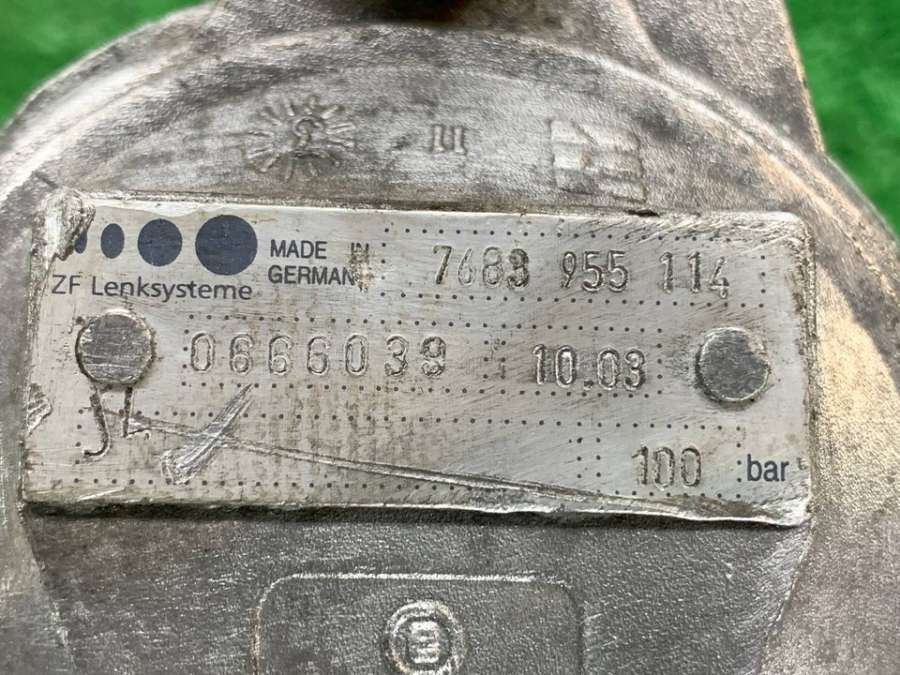 MADE IN
GERMANY
7683 955 114
ZF Lenksysteme
0666039 10.03
100 bar